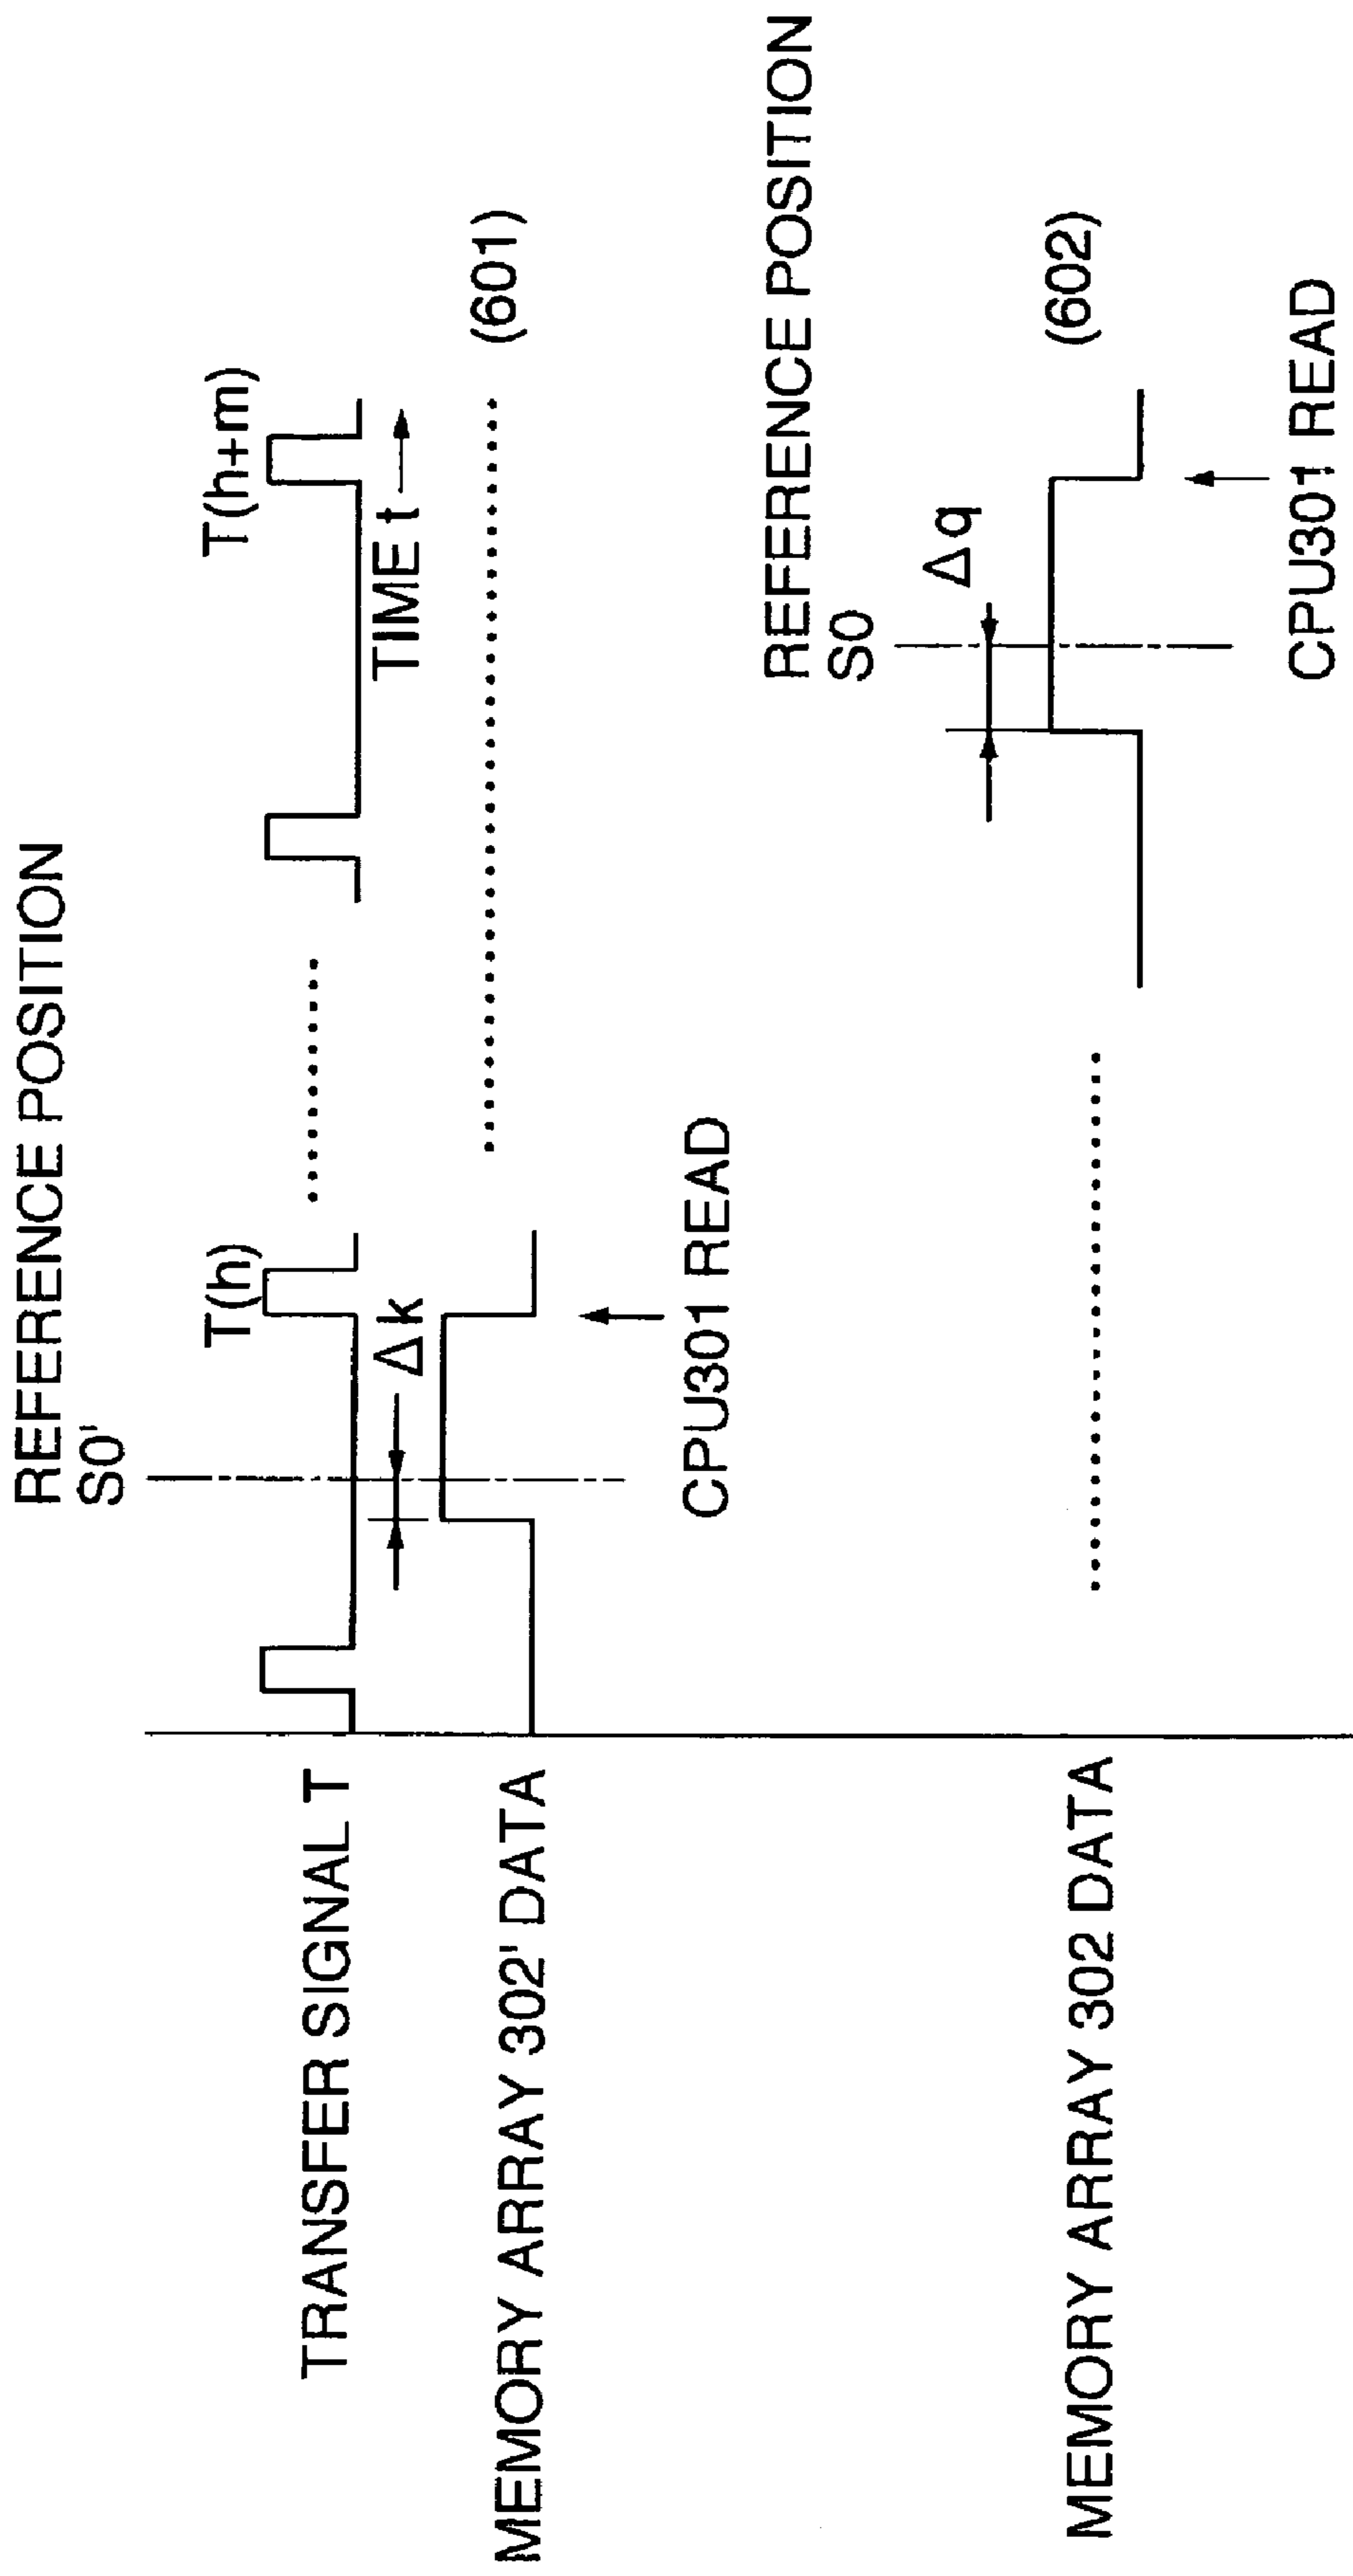 REFERENCE POSITION
S0'
T(h)
T(h+m)
TRANSFER SIGNAL T
Δk
TIME t
MEMORY ARRAY 302' DATA
(601)
CPU301 READ
REFERENCE POSITION
S0
Δq
MEMORY ARRAY 302 DATA
(602)
CPU301 READ